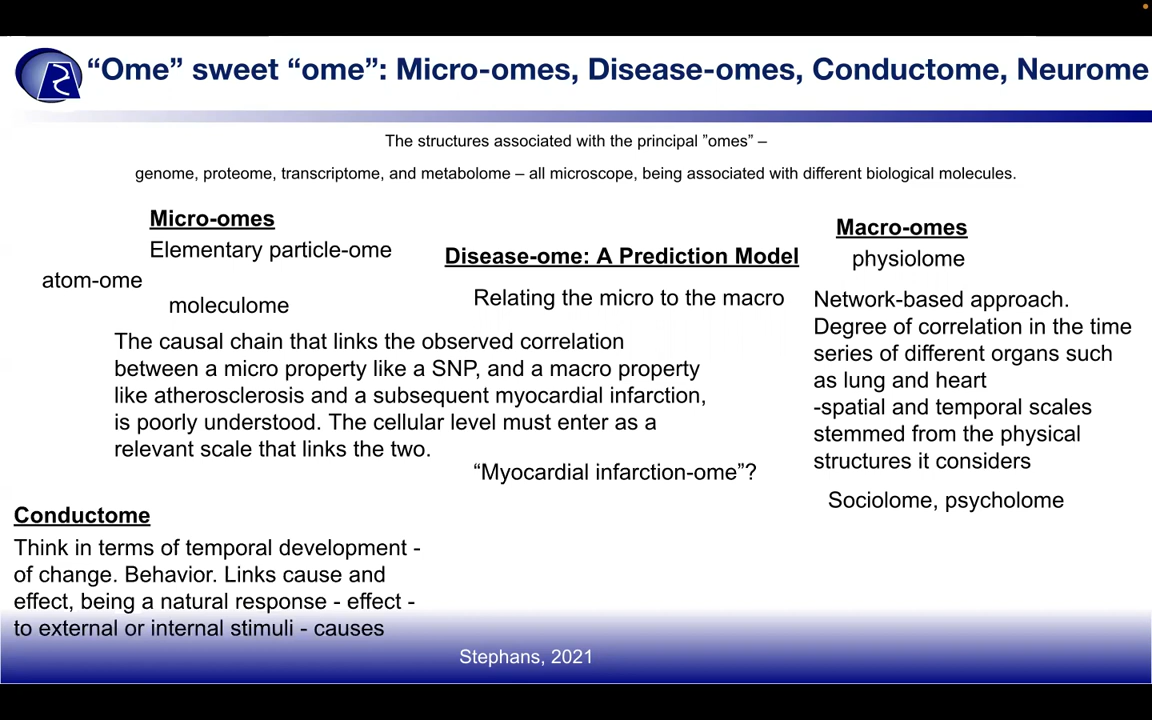 “Ome” sweet “ome”: Micro-omes, Disease-omes, Conductome, Neurome
The structures associated with the principal ”omes” –
genome, proteome, transcriptome, and metabolome – all microscope, being associated with different biological molecules.
Micro-omes
Elementary particle-ome
atom-ome
moleculome
Disease-ome: A Prediction Model
Relating the micro to the macro
The causal chain that links the observed correlation
between a micro property like a SNP, and a macro property
like atherosclerosis and a subsequent myocardial infarction,
is poorly understood. The cellular level must enter as a
relevant scale that links the two.
“Myocardial infarction-ome”?
Macro-omes
physiolome
Network-based approach.
Degree of correlation in the time
series of different organs such
as lung and heart
-spatial and temporal scales
stemmed from the physical
structures it considers
Sociolome, psycholome
Conductome
Think in terms of temporal development -
of change. Behavior. Links cause and
effect, being a natural response - effect -
to external or internal stimuli - causes
Stephans, 2021